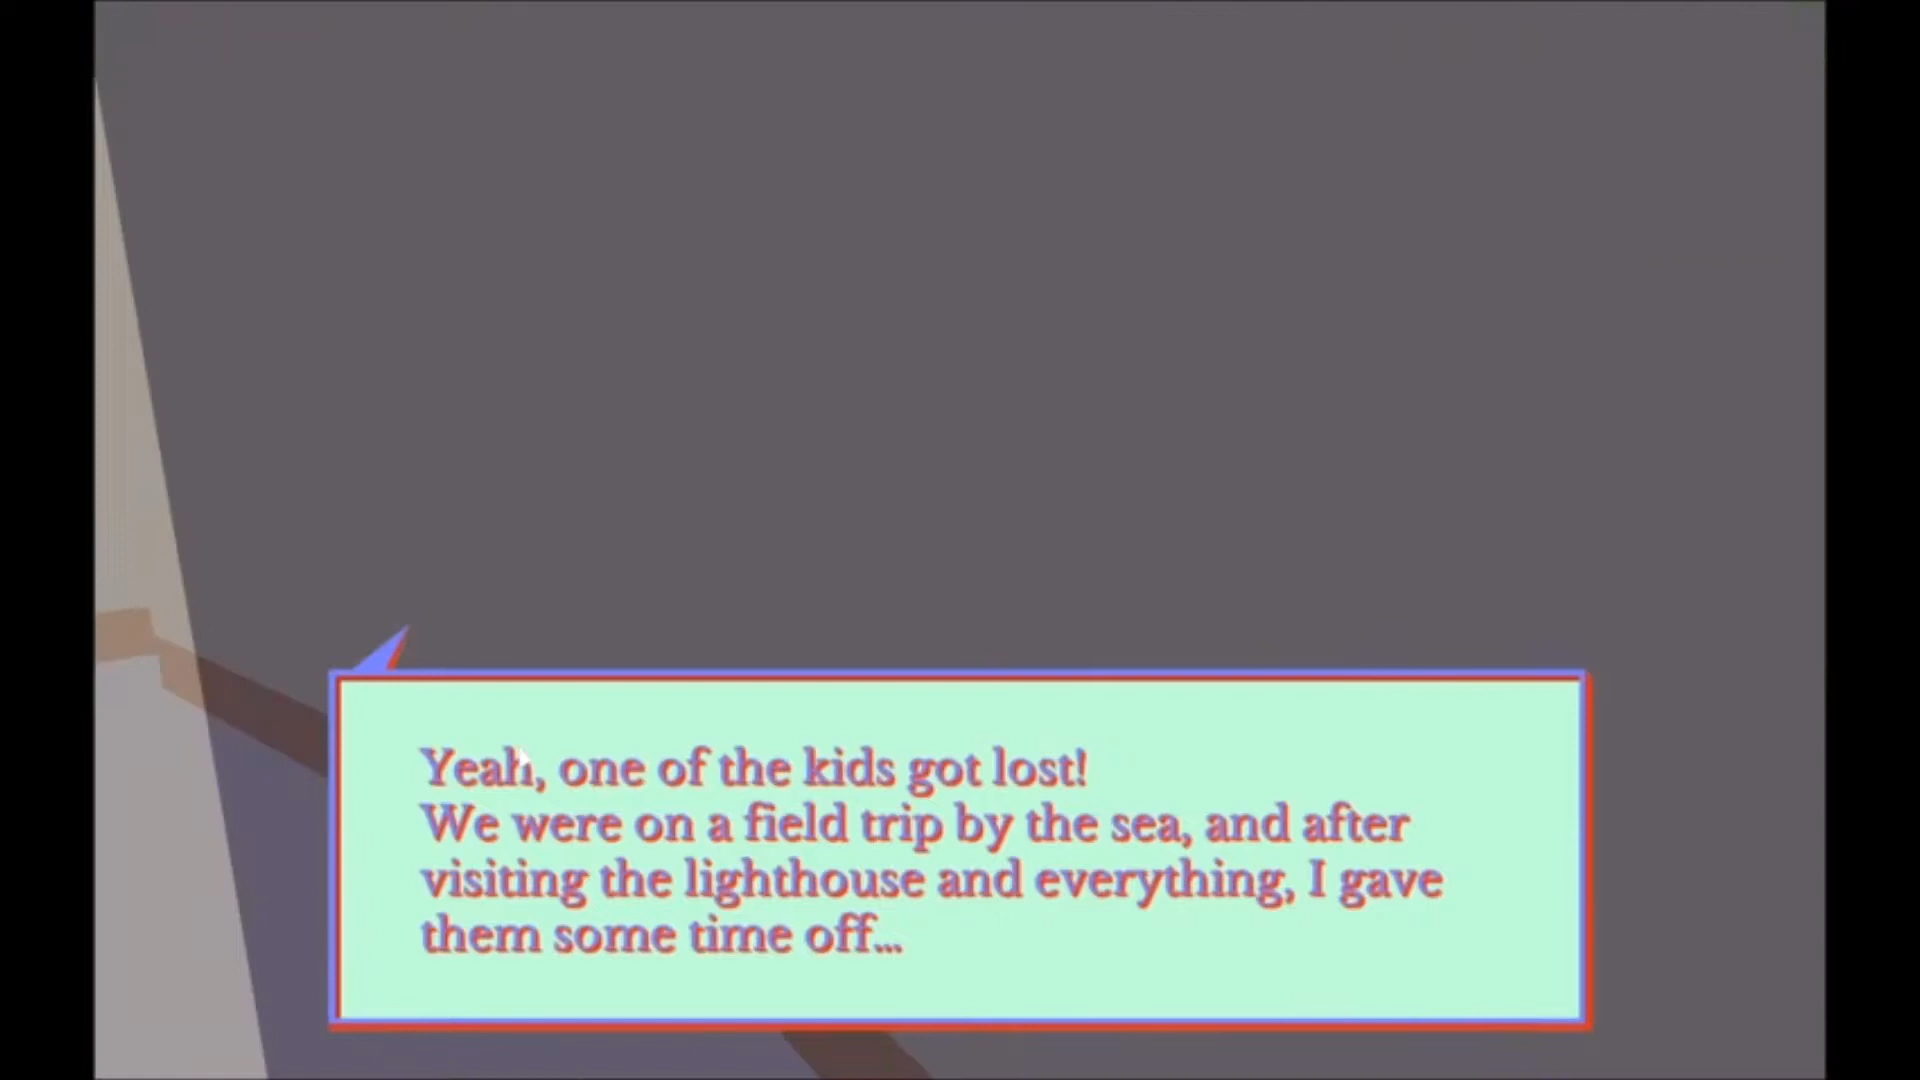 Yeah, one of the kids got lost!
We were on a field trip by the sea, and after
visiting the lighthouse and everything, I gave
them some time off...